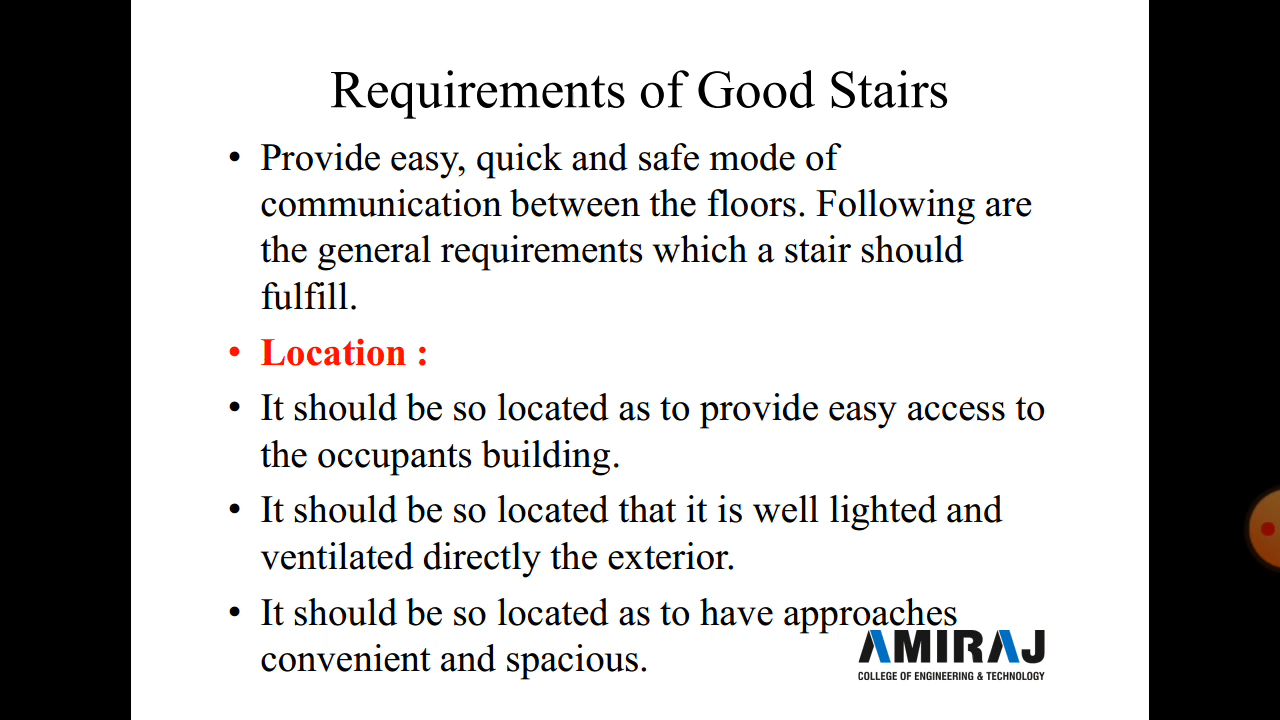 Requirements of Good Stairs
• Provide easy, quick and safe mode of
communication between the floors. Following are
the general requirements which a stair should
fulfill.
• Location :
• It should be so located as to provide easy access to
the occupants building.
• It should be so located that it is well lighted and
ventilated directly the exterior.
• It should be so located as to have approaches
convenient and spacious.
AMIRAJ
COLLEGE OF ENGINEERING & TECHNOLOGY